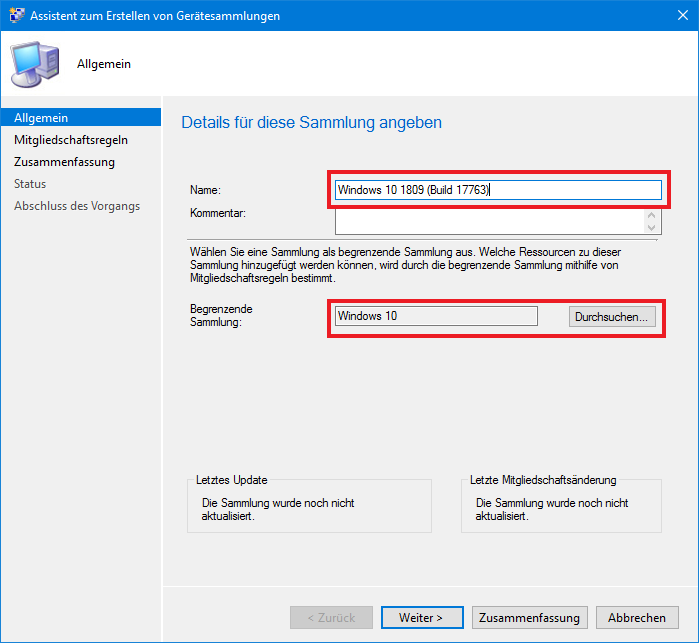 Assistent zum Erstellen von Gerätesammlungen
Allgemein
Allgemein
Mitgliedschaftsregeln
Zusammenfassung
Status
Abschluss des Vorgangs
Details für diese Sammlung angeben
Name:
Windows 10 1809 (Build 17763)
Kommentar:
Wählen Sie eine Sammlung als begrenzende Sammlung aus. Welche Ressourcen zu dieser
Sammlung hinzugefügt werden können, wird durch die begrenzende Sammlung mithilfe von
Mitgliedschaftsregeln bestimmt.
Begrenzende
Sammlung:
Windows 10
Durchsuchen...
Letztes Update
Die Sammlung wurde noch nicht
aktualisiert.
Letzte Mitgliedschaftsänderung
Die Sammlung wurde noch nicht
aktualisiert.
< Zurück
Weiter >
Zusammenfassung
Abbrechen